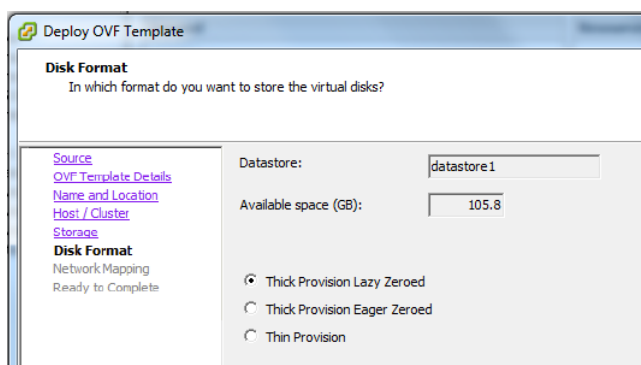 Deploy OVF Template
Disk Format
In which format do you want to store the virtual disks?
Source
OVF Template Details
Name and Location
Host / Cluster
Storage
Disk Format
Network Mapping
Ready to Complete
Datastore: datastore1
Available space (GB): 105.8
Thick Provision Lazy Zeroed
Thick Provision Eager Zeroed
Thin Provision